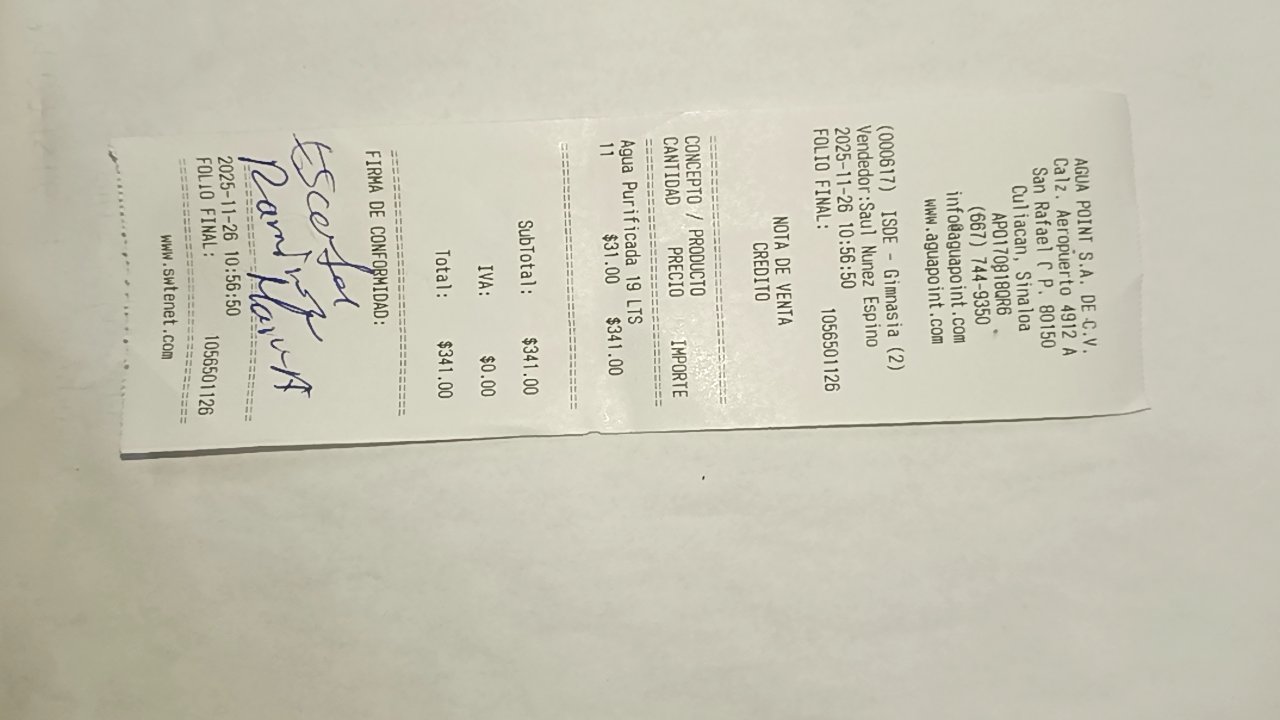 AGUA POINT S.A. DE C.V.
Calz. Aeropuerto 4912 A
San Rafael C P. 80150
Culiacan, Sinaloa
APO170818QR6
(667) 744-9350
info@aguapoint.com
www.aguapoint.com
(000617) ISDE - Gimnasia (2)
Vendedor:Saul Nunez Espino
2025-11-26 10:56:50
FOLIO FINAL: 1056501126
NOTA DE VENTA
CREDITO
CONCEPTO / PRODUCTO
CANTIDAD PRECIO IMPORTE
Agua Purificada 19 LTS
11 $31.00 $341.00
SubTotal: $341.00
IVA: $0.00
Total: $341.00
FIRMA DE CONFORMIDAD:
2025-11-26 10:56:50
FOLIO FINAL: 1056501126
www.swtenet.com